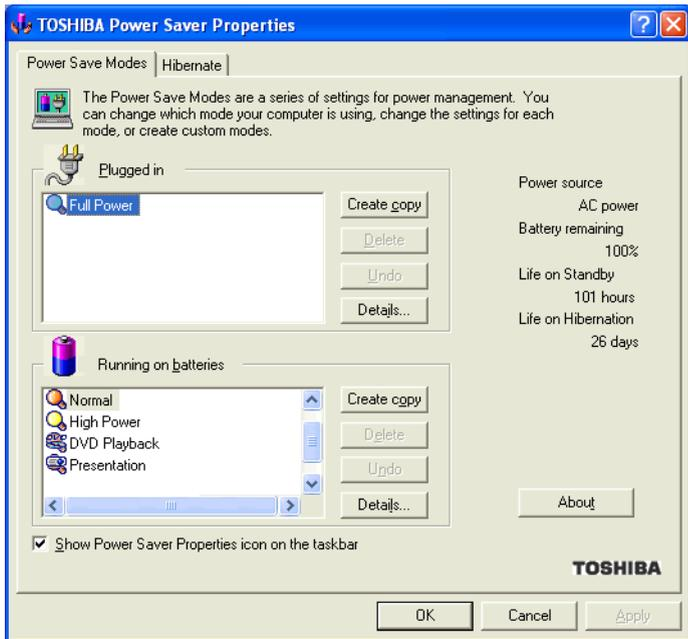 TOSHIBA Power Saver Properties
Power Save Modes
Hibernate
The Power Save Modes are a series of settings for power management. You
can change which mode your computer is using, change the settings for each
mode, or create custom modes.
Plugged in
Full Power
Create copy
Delete
Undo
Details...
Power source
AC power
Battery remaining
100%
Life on Standby
101 hours
Life on Hibernation
26 days
Running on batteries
Normal
High Power
DVD Playback
Presentation
Create copy
Delete
Undo
Details...
About
Show Power Saver Properties icon on the taskbar
TOSHIBA
OK
Cancel
Apply